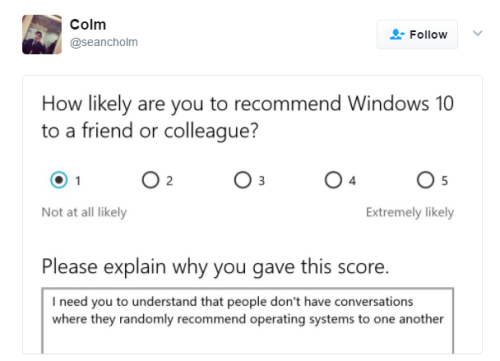 Colm
@seancholm
Follow
How likely are you to recommend Windows 10
to a friend or colleague?
1 2 3 4 5
Not at all likely Extremely likely
Please explain why you gave this score.
I need you to understand that people don't have conversations
where they randomly recommend operating systems to one another